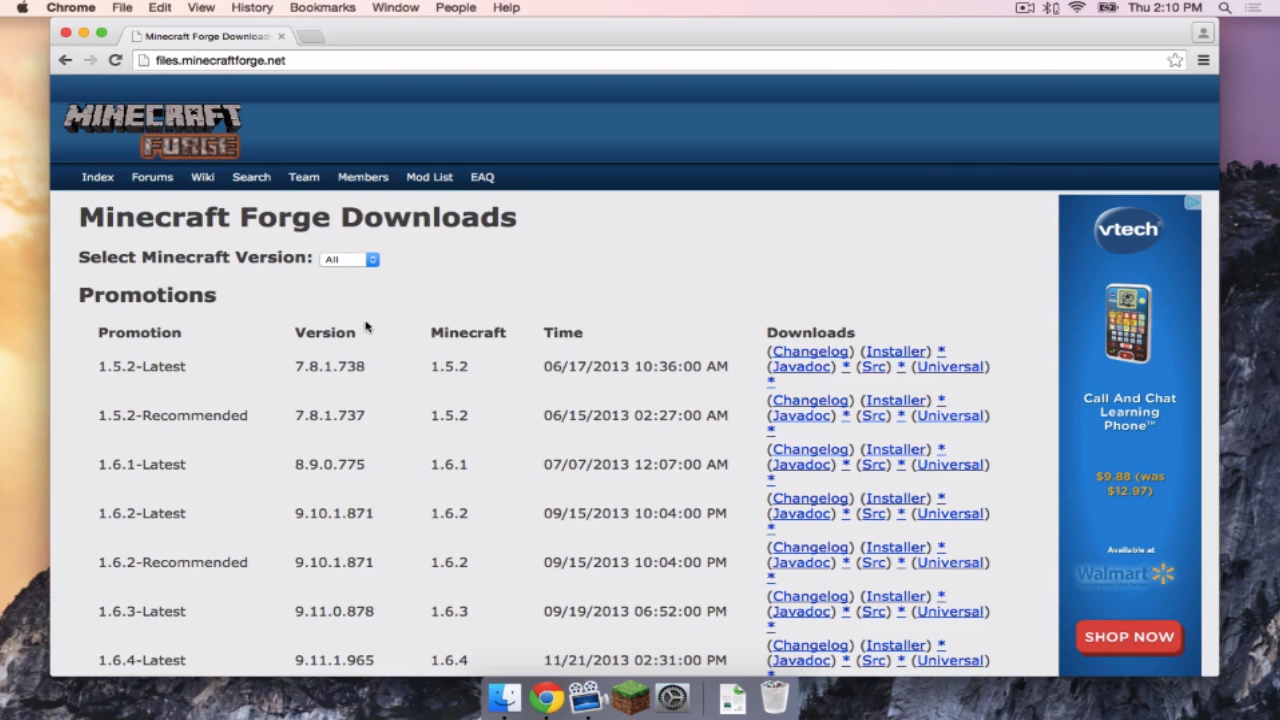 Chrome File Edit View History Bookmarks Window People Help Thu 2:10 PM
Minecraft Forge Download
files.minecraftforge.net
MINECRAFT
FORGE
Index Forums Wiki Search Team Members Mod List FAQ
Minecraft Forge Downloads
Select Minecraft Version: All
Promotions
Promotion Version Minecraft Time Downloads
(Changelog) (Installer) *
1.5.2-Latest 7.8.1.738 1.5.2 06/17/2013 10:36:00 AM (Javadoc) * (Src) * (Universal)
*
(Changelog) (Installer) *
1.5.2-Recommended 7.8.1.737 1.5.2 06/15/2013 02:27:00 AM (Javadoc) * (Src) * (Universal)
*
(Changelog) (Installer) *
1.6.1-Latest 8.9.0.775 1.6.1 07/07/2013 12:07:00 AM (Javadoc) * (Src) * (Universal)
*
(Changelog) (Installer) *
1.6.2-Latest 9.10.1.871 1.6.2 09/15/2013 10:04:00 PM (Javadoc) * (Src) * (Universal)
*
(Changelog) (Installer) *
1.6.2-Recommended 9.10.1.871 1.6.2 09/15/2013 10:04:00 PM (Javadoc) * (Src) * (Universal)
*
(Changelog) (Installer) *
1.6.3-Latest 9.11.0.878 1.6.3 09/19/2013 06:52:00 PM (Javadoc) * (Src) * (Universal)
*
(Changelog) (Installer) *
1.6.4-Latest 9.11.1.965 1.6.4 11/21/2013 02:31:00 PM (Javadoc) * (Src) * (Universal)
*
vtech
Call And Chat
Learning
Phone™
$9.88 (was
$12.97)
Available at
Walmart
SHOP NOW